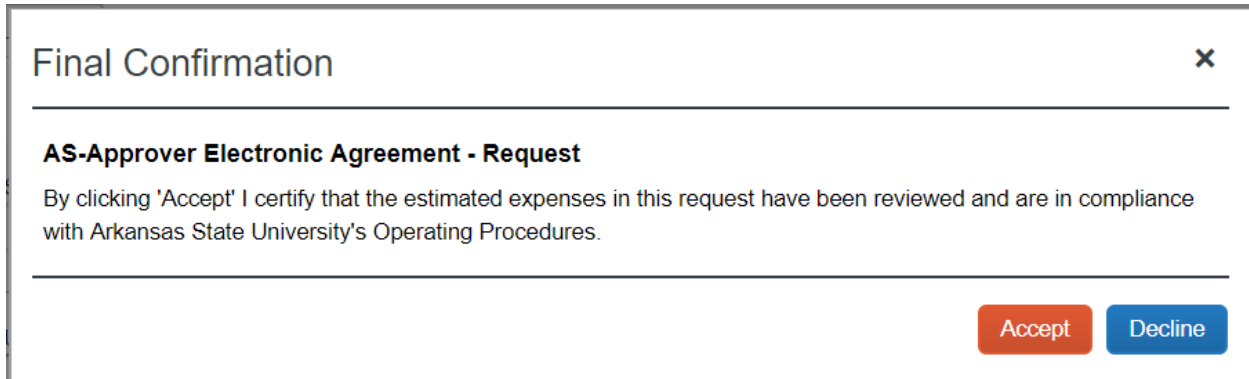 Final Confirmation
AS-Approver Electronic Agreement - Request
By clicking 'Accept' I certify that the estimated expenses in this request have been reviewed and are in compliance
with Arkansas State University's Operating Procedures.
Accept Decline